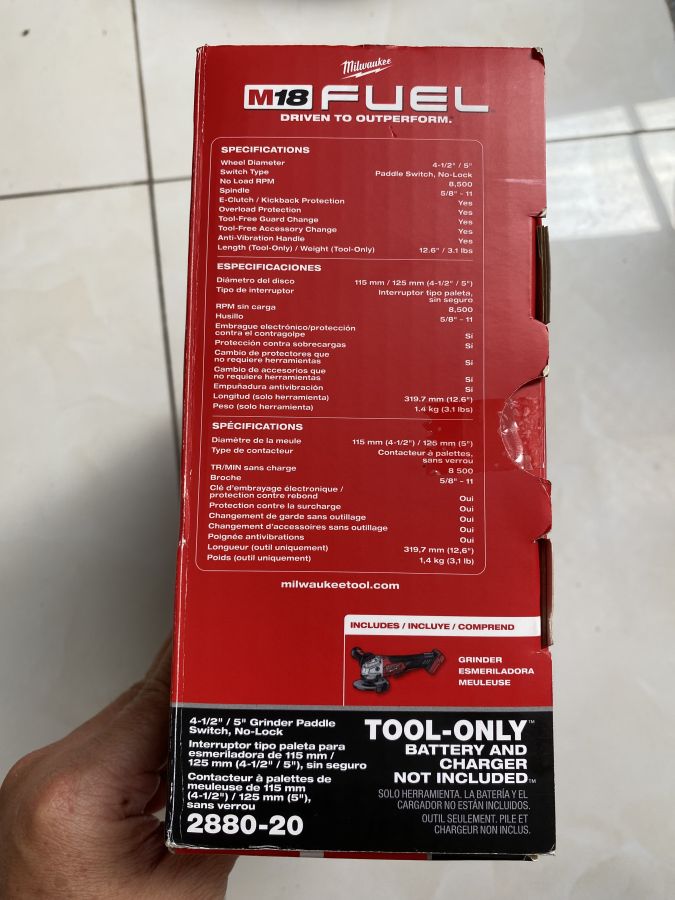 Milwaukee
M18 FUEL™
DRIVEN TO OUTPERFORM.™
SPECIFICATIONS
Wheel Diameter 4-1/2" / 5"
Switch Type Paddle Switch, No-Lock
No Load RPM 8,500
Spindle 5/8" - 11
E-Clutch / Kickback Protection Yes
Overload Protection Yes
Tool-Free Guard Change Yes
Tool-Free Accessory Change Yes
Anti-Vibration Handle Yes
Length (Tool-Only) / Weight (Tool-Only) 12.6" / 3.1 lbs
ESPECIFICACIONES
Diámetro del disco 115 mm / 125 mm (4-1/2" / 5")
Tipo de interruptor Interruptor tipo paleta,
sin seguro
RPM sin carga 8,500
Husillo 5/8" - 11
Embrague electrónico/protección
contra el contragolpe Sí
Protección contra sobrecargas Sí
Cambio de protectores que
no requiere herramientas Sí
Cambio de accesorios que
no requiere herramientas Sí
Empuñadura antivibración Sí
Longitud (solo herramienta) 319.7 mm (12.6")
Peso (solo herramienta) 1.4 kg (3.1 lbs)
SPÉCIFICATIONS
Diamètre de la meule 115 mm (4-1/2") / 125 mm (5")
Type de contacteur Contacteur à palettes,
sans verrou
TR/MIN sans charge 8 500
Broche 5/8" - 11
Clé d'embrayage électronique /
protection contre rebond Oui
Protection contre la surcharge Oui
Changement de garde sans outillage Oui
Changement d'accessoires sans outillage Oui
Poignée antivibrations Oui
Longueur (outil uniquement) 319,7 mm (12,6")
Poids (outil uniquement) 1,4 kg (3,1 lb)
milwaukeetool.com
INCLUDES / INCLUYE / COMPREND
GRINDER
ESMERILADORA
MEULEUSE
4-1/2" / 5" Grinder Paddle
Switch, No-Lock
Interruptor tipo paleta para
esmeriladora de 115 mm /
125 mm (4-1/2" / 5"), sin seguro
Contacteur à palettes de
meuleuse de 115 mm
(4-1/2") / 125 mm (5"),
sans verrou
2880-20
TOOL-ONLY™
BATTERY AND
CHARGER
NOT INCLUDED™
SOLO HERRAMIENTA. LA BATERÍA Y EL
CARGADOR NO ESTÁN INCLUIDOS.
OUTIL SEULEMENT. PILE ET
CHARGEUR NON INCLUS.